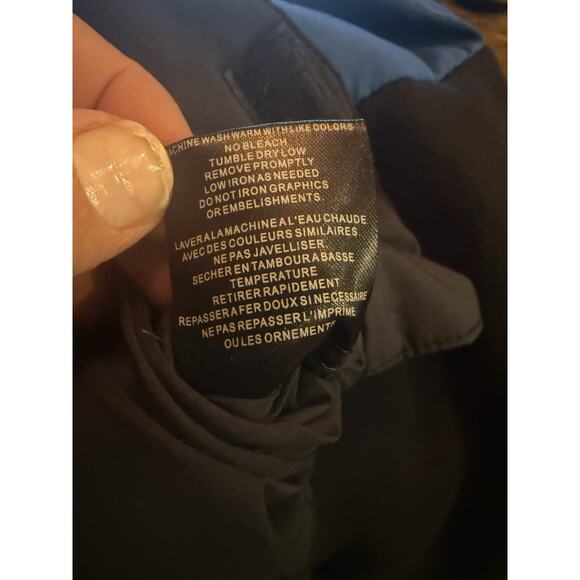 MACHINE WASH WARM WITH LIKE COLORS
NO BLEACH
TUMBLE DRY LOW
REMOVE PROMPTLY
LOW IRON AS NEEDED
DO NOT IRON GRAPHICS
OR EMBELISHMENTS.
LAVER A LA MACHINE A L'EAU CHAUDE
AVEC DES COULEURS SIMILAIRES
NE PAS JAVELLISER
SECHER EN TAMBOUR A BASSE
TEMPERATURE
RETIRER RAPIDEMENT
REPASSER A FER DOUX SI NECESSAIRE
NE PAS REPASSER L'IMPRIME
OU LES ORNEMENTS